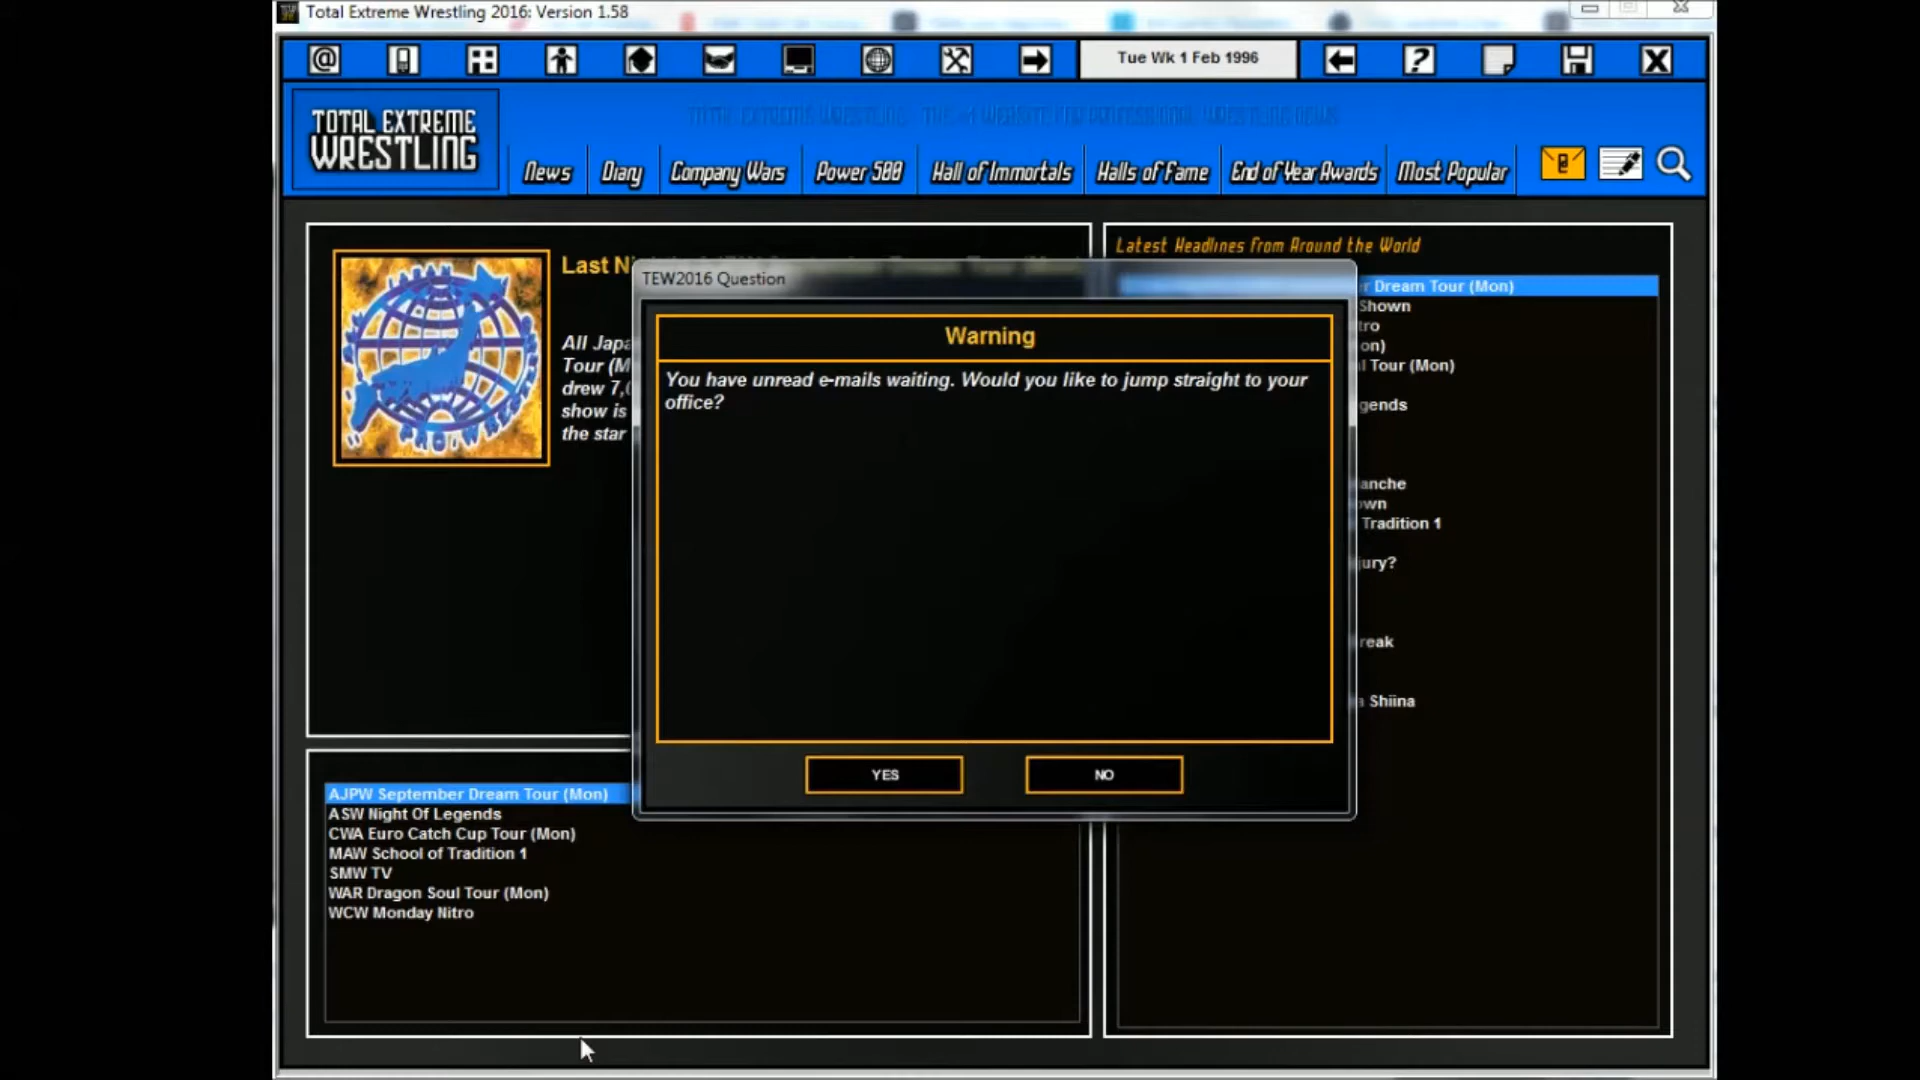 Total Extreme Wrestling 2016: Version 1.58
Tue Wk 1 Feb 1996
TOTAL EXTREME
WRESTLING
News
Diary
Company Wars
Power 500
Hall of Immortals
Halls of Fame
End of Year Awards
Most Popular
Last N
All Japa
Tour (M
drew 7,
show is
the star
Latest Headlines From Around the World
r Dream Tour (Mon)
Shown
tro
on)
l Tour (Mon)
gends
anche
own
Tradition 1
jury?
reak
a Shiina
TEW2016 Question
Warning
You have unread e-mails waiting. Would you like to jump straight to your
office?
YES
NO
AJPW September Dream Tour (Mon)
ASW Night Of Legends
CWA Euro Catch Cup Tour (Mon)
MAW School of Tradition 1
SMW TV
WAR Dragon Soul Tour (Mon)
WCW Monday Nitro